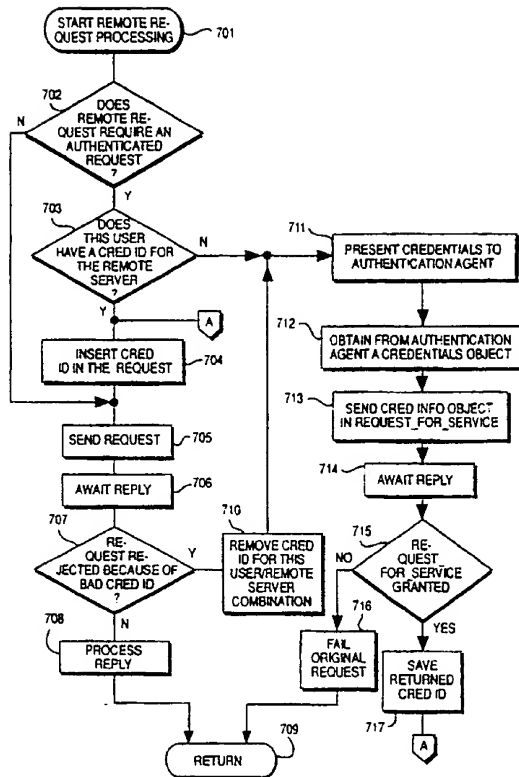 START REMOTE RE-
QUEST PROCESSING
701
702
N
DOES
REMOTE RE-
QUEST REQUIRE AN
AUTHENTICATED
REQUEST
?
Y
703
DOES
THIS USER
HAVE A CRED ID FOR
THE REMOTE
SERVER
?
N
Y
A
INSERT CRED
ID IN THE REQUEST
704
SEND REQUEST
705
AWAIT REPLY
706
707
RE-
QUEST RE-
JECTED BECAUSE OF
BAD CRED ID
?
Y
N
710
REMOVE CRED
ID FOR THIS
USER/REMOTE
SERVER
COMBINATION
708
PROCESS
REPLY
RETURN
709
711
PRESENT CREDENTIALS TO
AUTHENTICATION AGENT
712
OBTAIN FROM AUTHENTICATION
AGENT A CREDENTIALS OBJECT
713
SEND CRED INFO OBJECT
IN REQUEST_FOR_SERVICE
714
AWAIT REPLY
715
RE-
QUEST
FOR_SERVICE
GRANTED
NO
YES
716
FAIL
ORIGINAL
REQUEST
SAVE
RETURNED
CRED ID
717
A